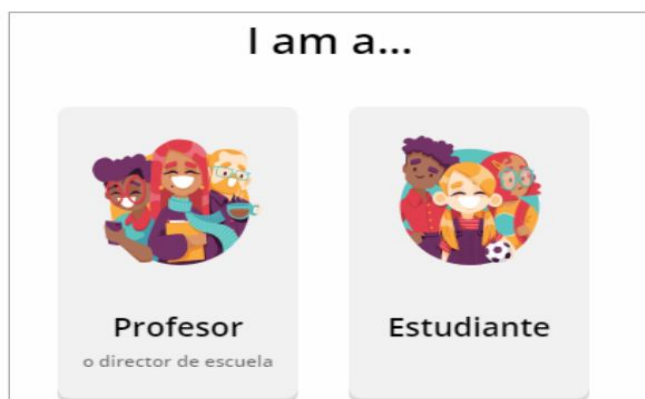 I am a...
Profesor
o director de escuela
Estudiante